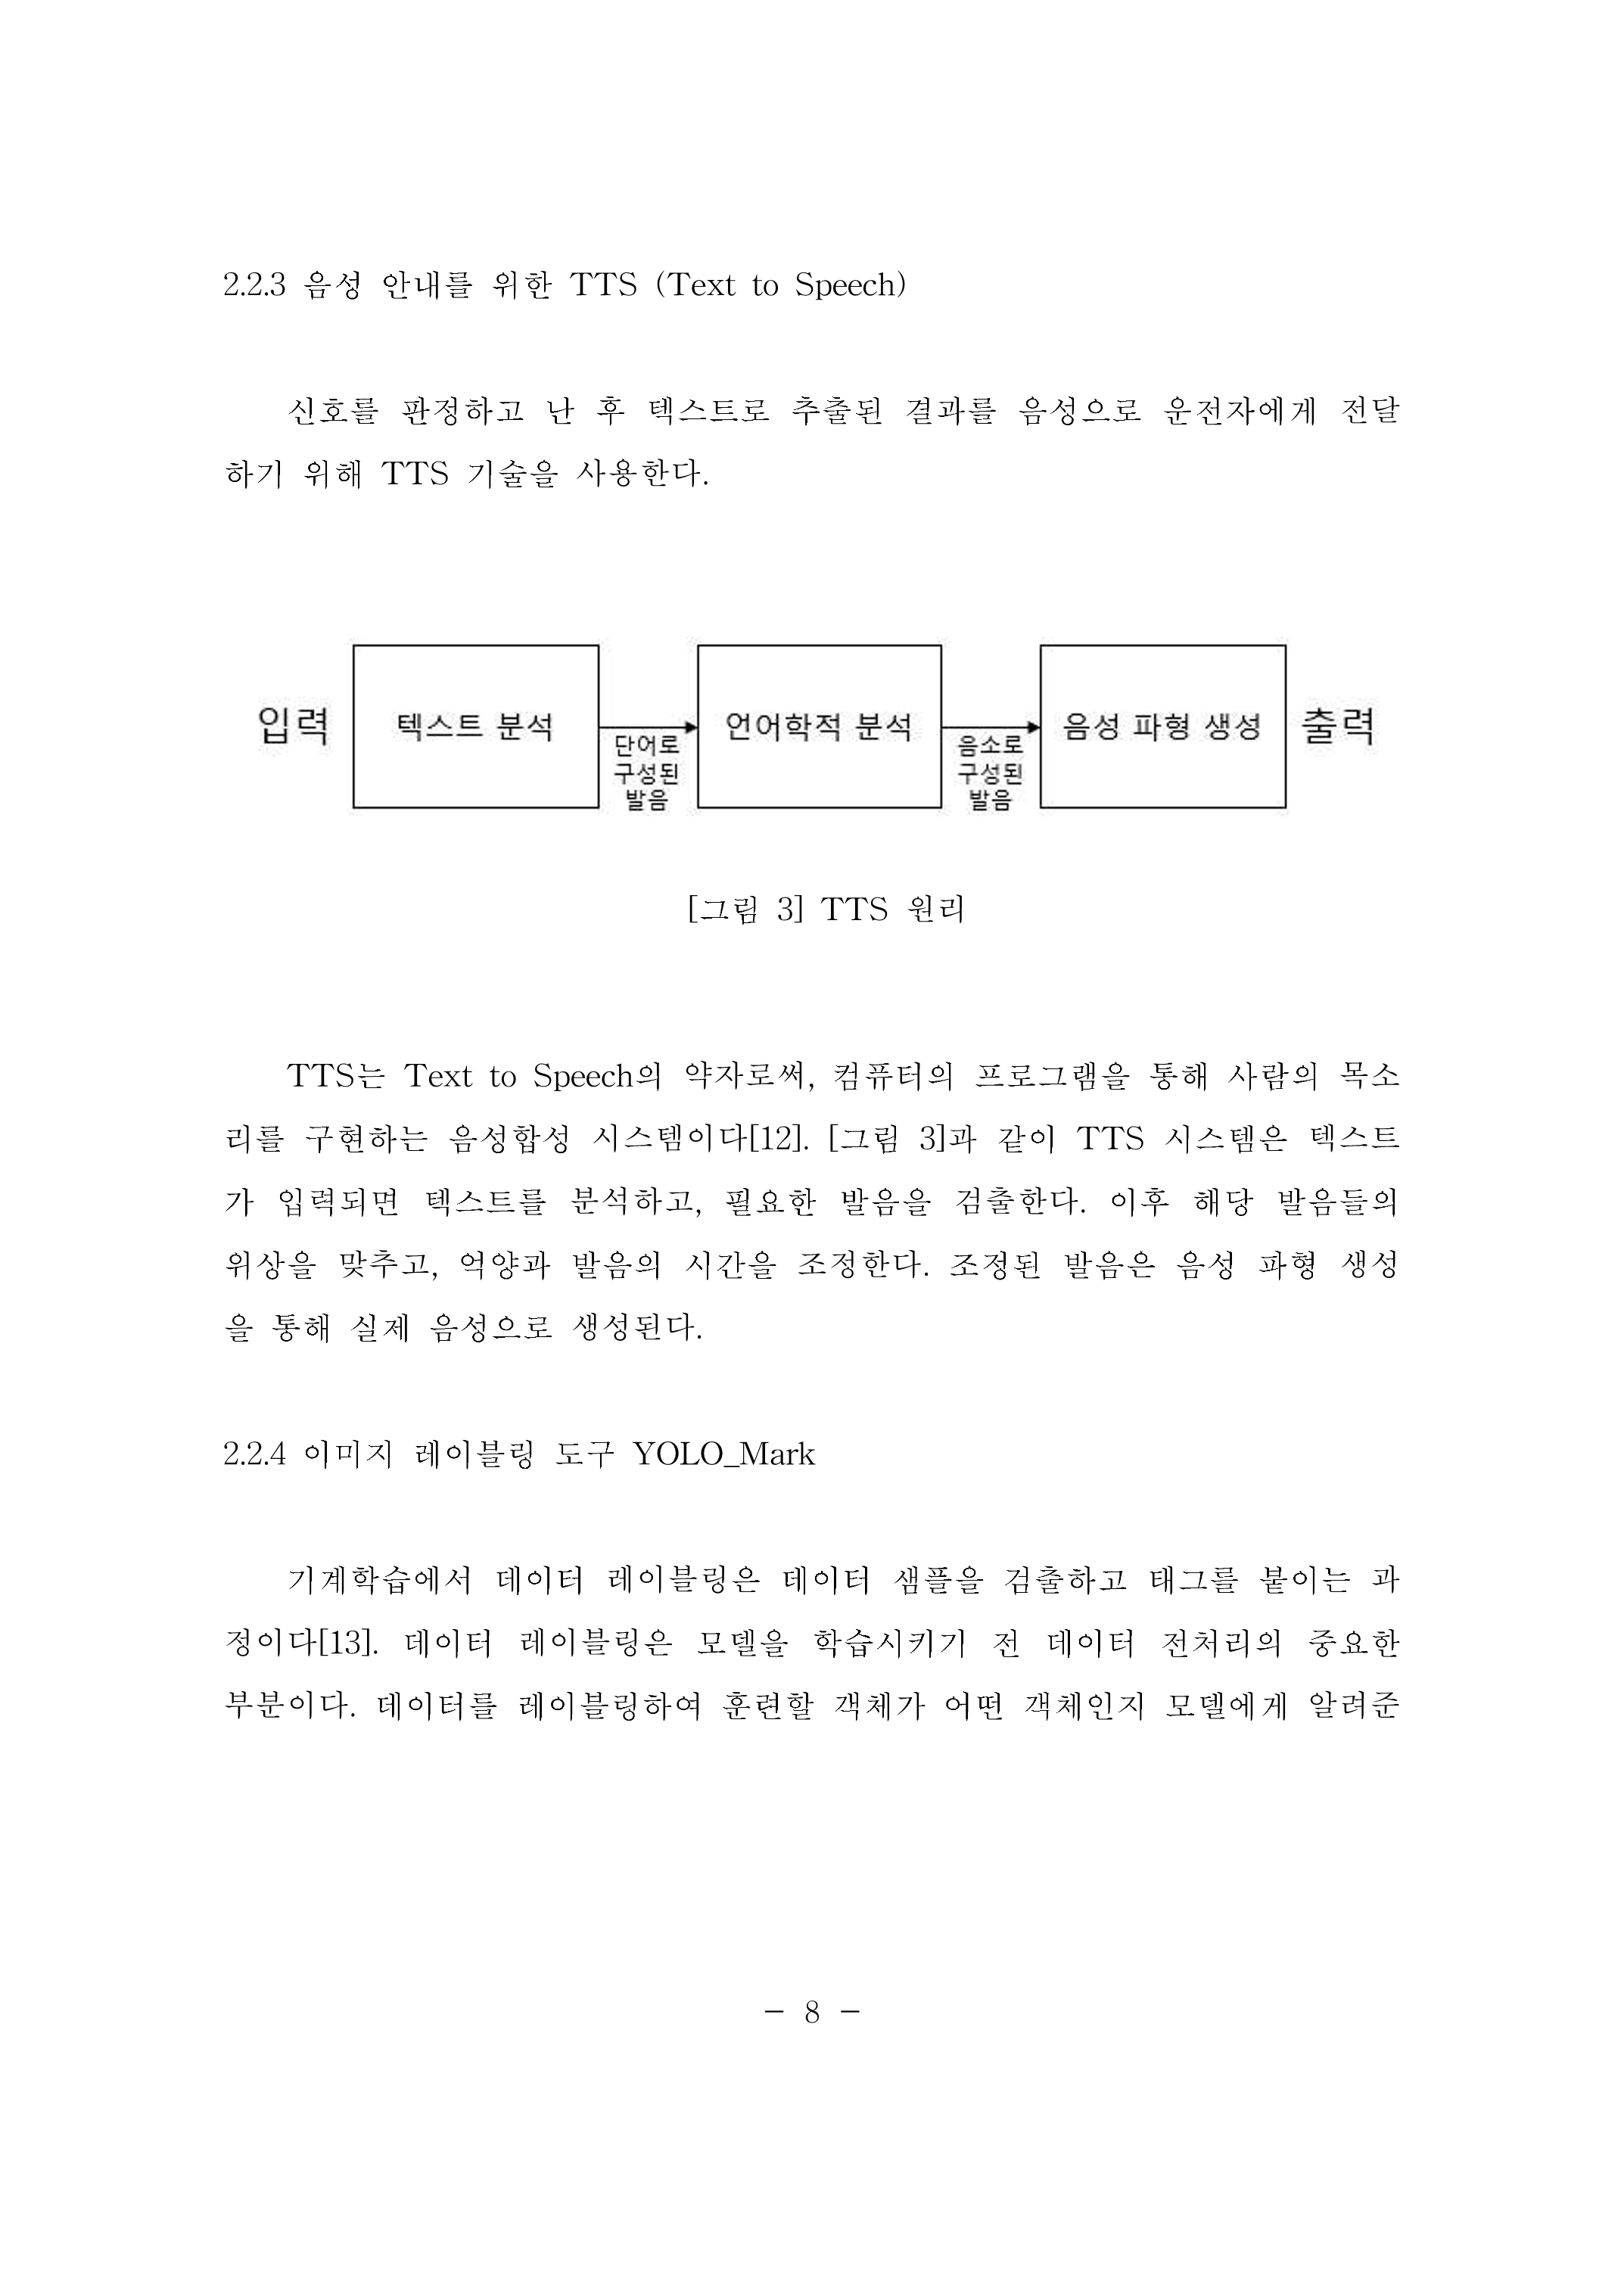 2.2.3 음성 안내를 위한 TTS (Text to Speech)
신호를 판정하고 난 후 텍스트로 추출된 결과를 음성으로 운전자에게 전달
하기 위해 TTS 기술을 사용한다.
입력
텍스트 분석
단어로
구성된
발음
언어학적 분석
음소로
구성된
발음
음성 파형 생성
출력
[그림 3] TTS 원리
TTS는 Text to Speech의 약자로써, 컴퓨터의 프로그램을 통해 사람의 목소
리를 구현하는 음성합성 시스템이다[12]. [그림 3]과 같이 TTS 시스템은 텍스트
가 입력되면 텍스트를 분석하고, 필요한 발음을 검출한다. 이후 해당 발음들의
위상을 맞추고, 억양과 발음의 시간을 조정한다. 조정된 발음은 음성 파형 생성
을 통해 실제 음성으로 생성된다.
2.2.4 이미지 레이블링 도구 YOLO_Mark
기계학습에서 데이터 레이블링은 데이터 샘플을 검출하고 태그를 붙이는 과
정이다[13]. 데이터 레이블링은 모델을 학습시키기 전 데이터 전처리의 중요한
부분이다. 데이터를 레이블링하여 훈련할 객체가 어떤 객체인지 모델에게 알려준
- 8 -